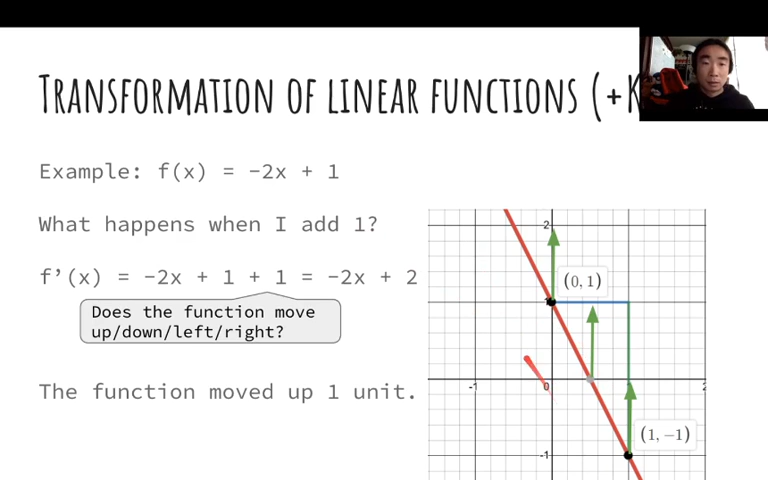 TRANSFORMATION OF LINEAR FUNCTIONS (+K
Example: f(x) = -2x + 1
What happens when I add 1?
f’(x) = -2x + 1 + 1 = -2x + 2
Does the function move
up/down/left/right?
The function moved up 1 unit.
2
(0, 1)
-1
0
2
(1, −1)
-1